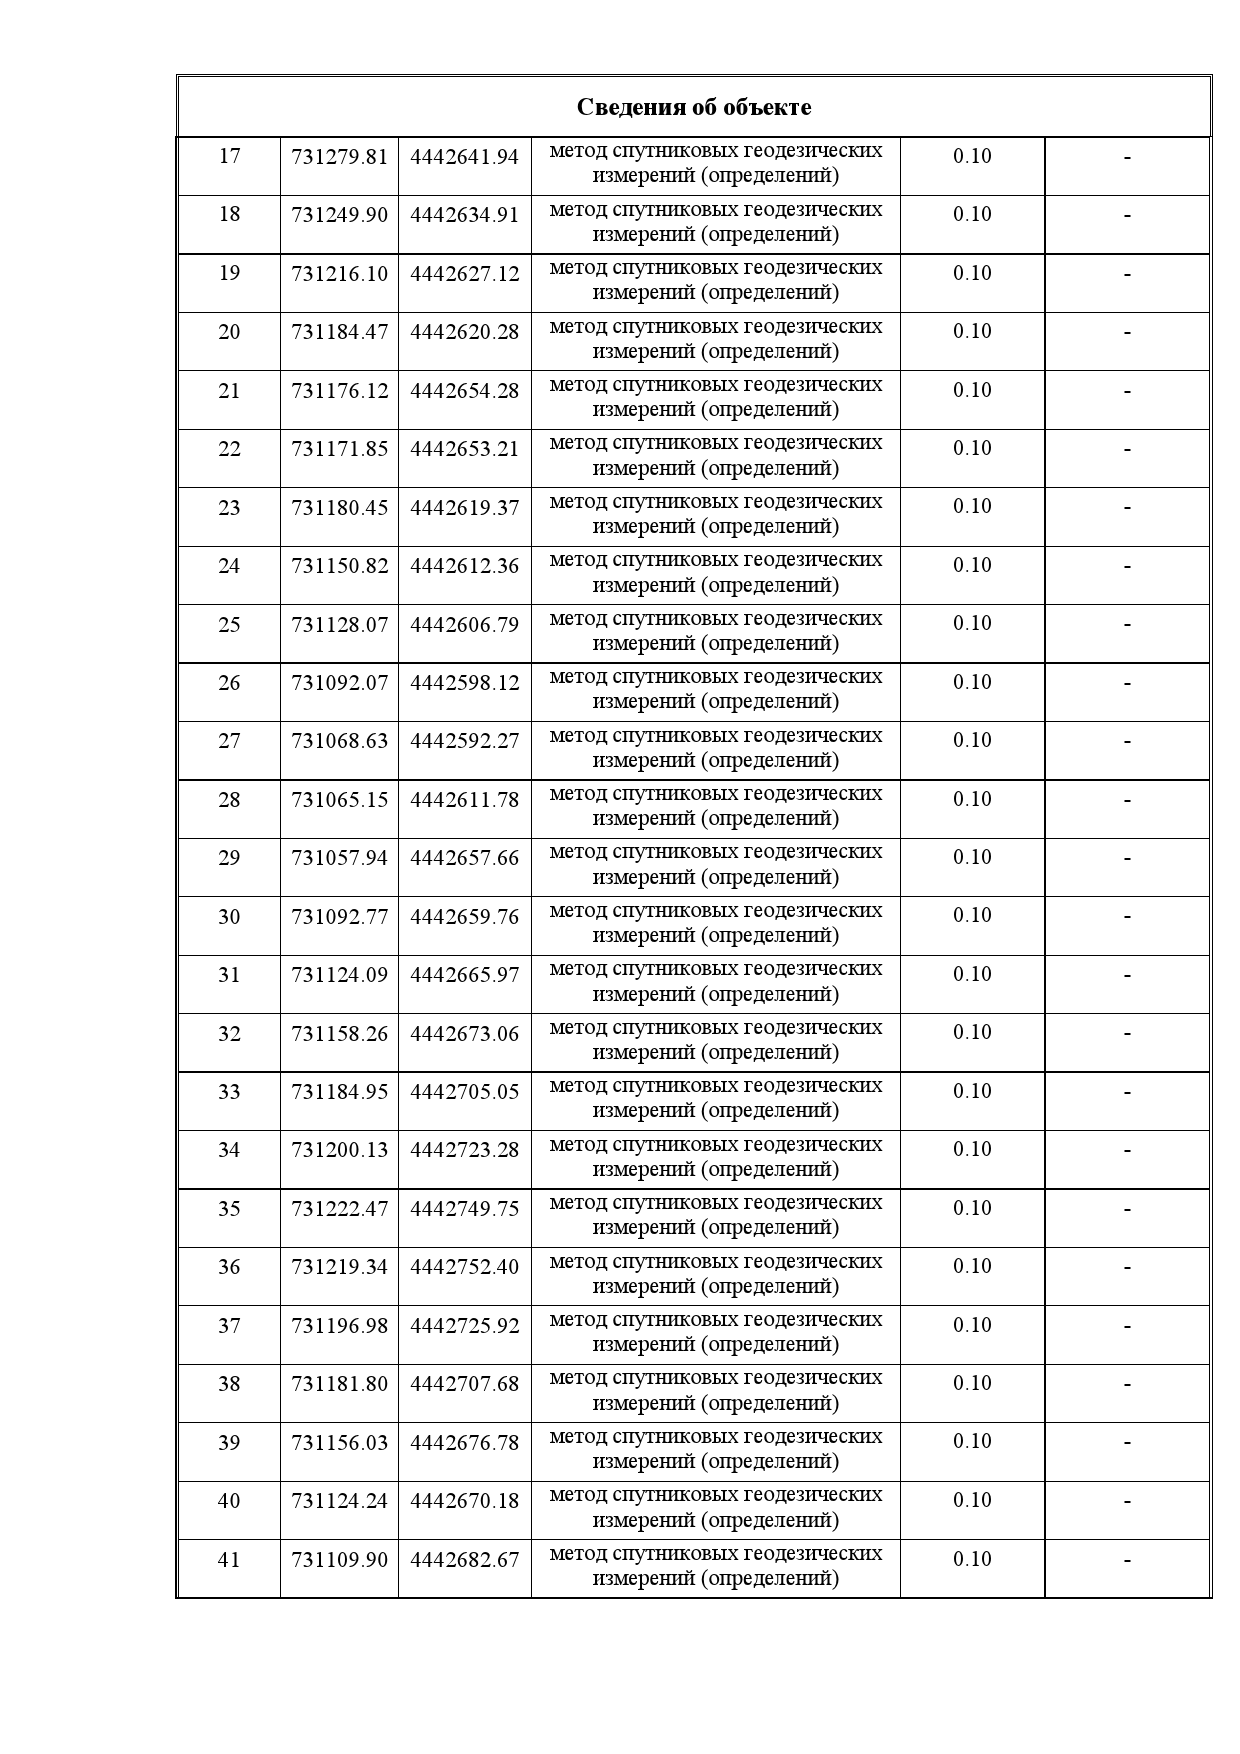 Сведения об объекте
17 731279.81 4442641.94 метод спутниковых геодезических измерений (определений) 0.10 -
18 731249.90 4442634.91 метод спутниковых геодезических измерений (определений) 0.10 -
19 731216.10 4442627.12 метод спутниковых геодезических измерений (определений) 0.10 -
20 731184.47 4442620.28 метод спутниковых геодезических измерений (определений) 0.10 -
21 731176.12 4442654.28 метод спутниковых геодезических измерений (определений) 0.10 -
22 731171.85 4442653.21 метод спутниковых геодезических измерений (определений) 0.10 -
23 731180.45 4442619.37 метод спутниковых геодезических измерений (определений) 0.10 -
24 731150.82 4442612.36 метод спутниковых геодезических измерений (определений) 0.10 -
25 731128.07 4442606.79 метод спутниковых геодезических измерений (определений) 0.10 -
26 731092.07 4442598.12 метод спутниковых геодезических измерений (определений) 0.10 -
27 731068.63 4442592.27 метод спутниковых геодезических измерений (определений) 0.10 -
28 731065.15 4442611.78 метод спутниковых геодезических измерений (определений) 0.10 -
29 731057.94 4442657.66 метод спутниковых геодезических измерений (определений) 0.10 -
30 731092.77 4442659.76 метод спутниковых геодезических измерений (определений) 0.10 -
31 731124.09 4442665.97 метод спутниковых геодезических измерений (определений) 0.10 -
32 731158.26 4442673.06 метод спутниковых геодезических измерений (определений) 0.10 -
33 731184.95 4442705.05 метод спутниковых геодезических измерений (определений) 0.10 -
34 731200.13 4442723.28 метод спутниковых геодезических измерений (определений) 0.10 -
35 731222.47 4442749.75 метод спутниковых геодезических измерений (определений) 0.10 -
36 731219.34 4442752.40 метод спутниковых геодезических измерений (определений) 0.10 -
37 731196.98 4442725.92 метод спутниковых геодезических измерений (определений) 0.10 -
38 731181.80 4442707.68 метод спутниковых геодезических измерений (определений) 0.10 -
39 731156.03 4442676.78 метод спутниковых геодезических измерений (определений) 0.10 -
40 731124.24 4442670.18 метод спутниковых геодезических измерений (определений) 0.10 -
41 731109.90 4442682.67 метод спутниковых геодезических измерений (определений) 0.10 -